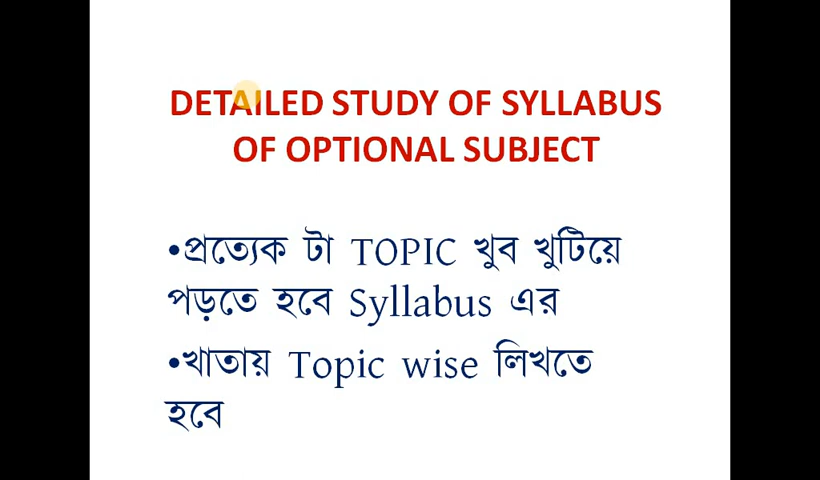 DETAILED STUDY OF SYLLABUS
OF OPTIONAL SUBJECT
•প্রত্যেক টা TOPIC খুব খুটিয়ে
পড়তে হবে Syllabus এর
•খাতায় Topic wise লিখতে
হবে